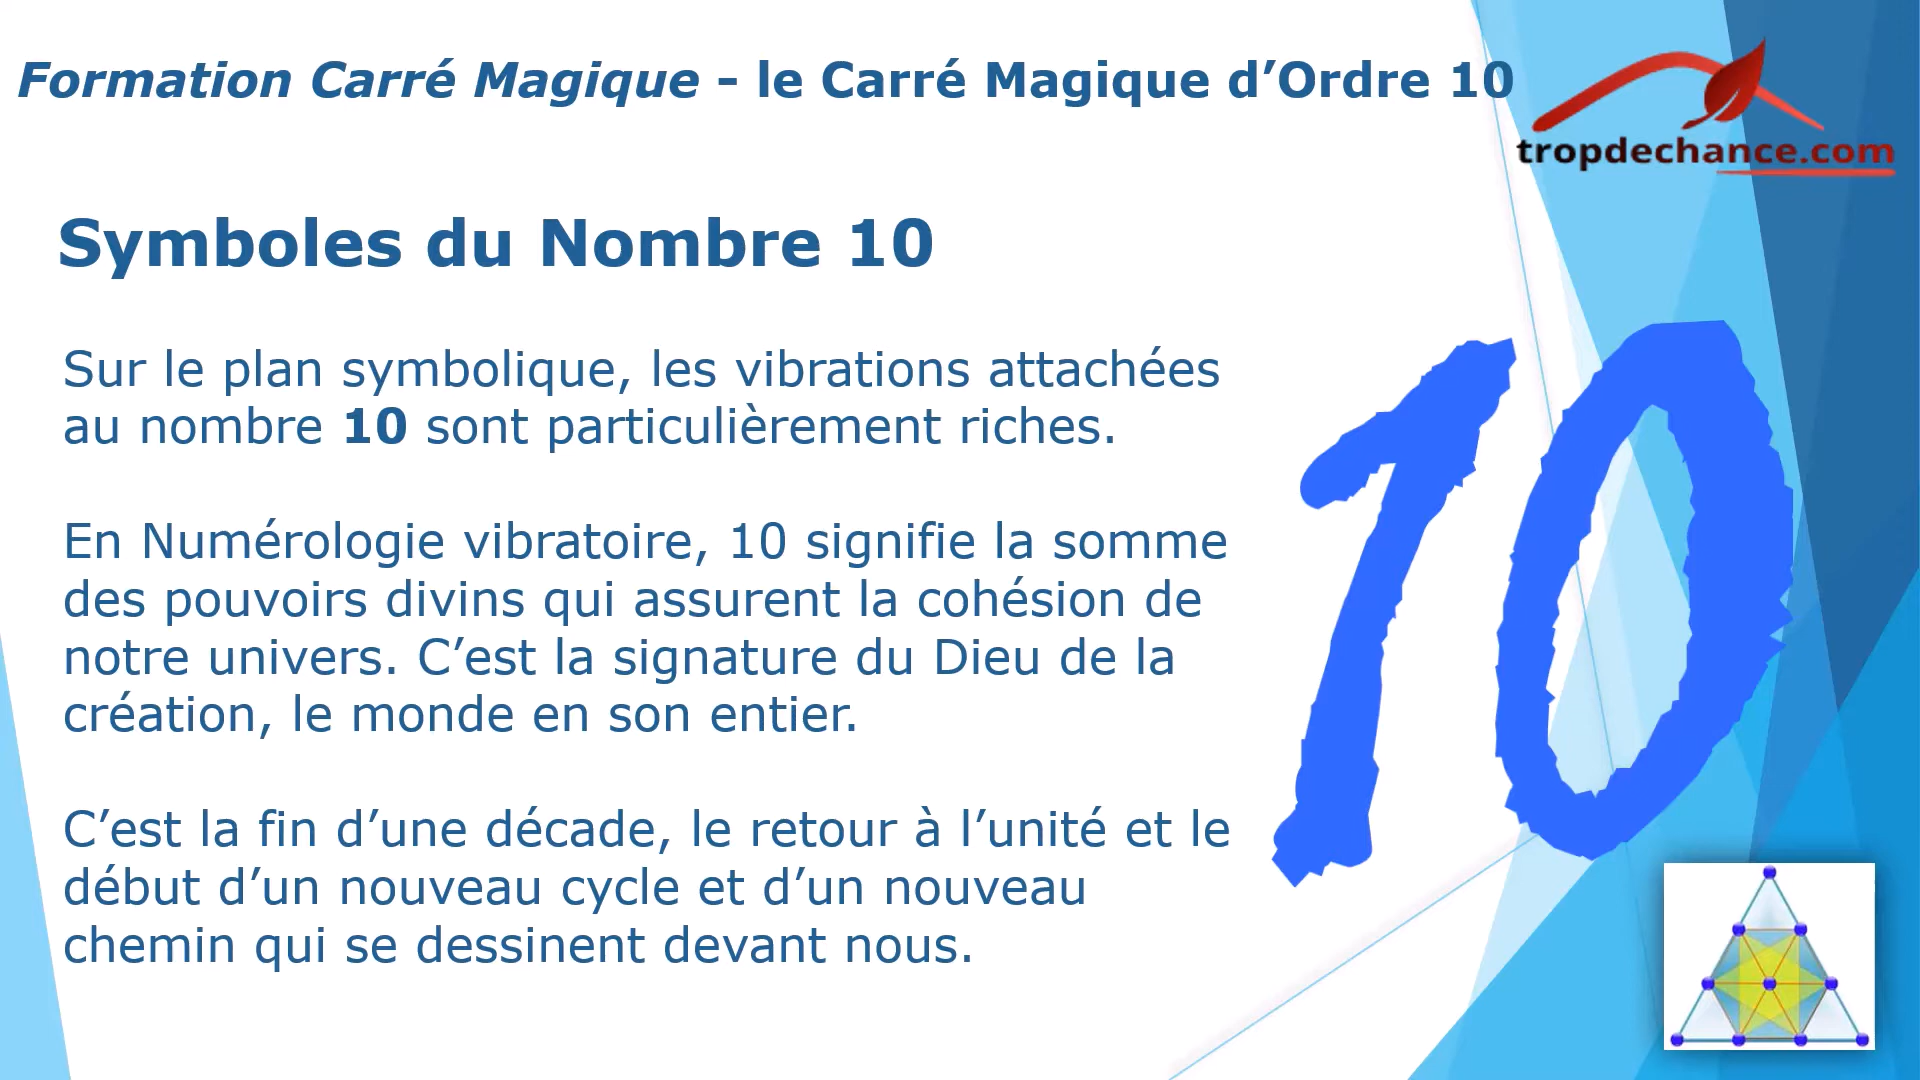 Formation Carré Magique - le Carré Magique d’Ordre 10
tropdechance.com
Symboles du Nombre 10
Sur le plan symbolique, les vibrations attachées
au nombre 10 sont particulièrement riches.
En Numérologie vibratoire, 10 signifie la somme
des pouvoirs divins qui assurent la cohésion de
notre univers. C’est la signature du Dieu de la
création, le monde en son entier.
C’est la fin d’une décade, le retour à l’unité et le
début d’un nouveau cycle et d’un nouveau
chemin qui se dessinent devant nous.
10